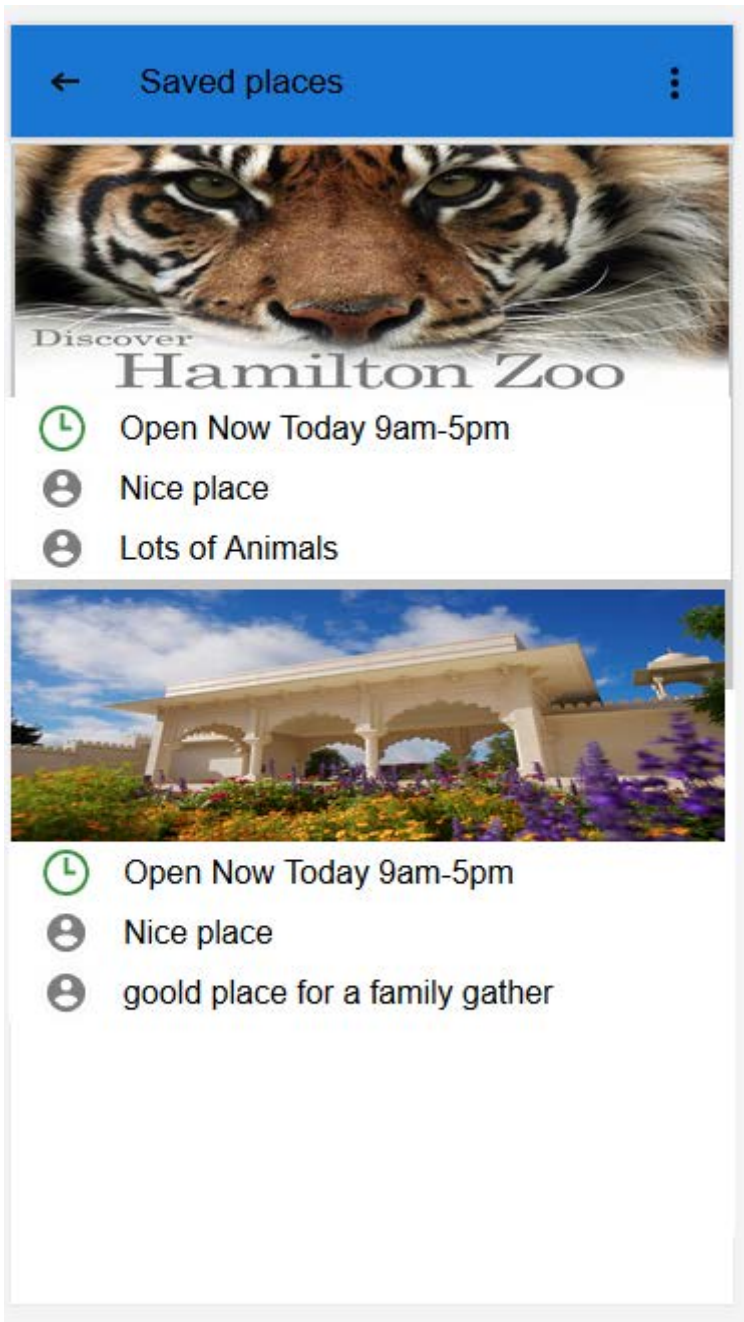 Saved places
Discover
Hamilton Zoo
Open Now Today 9am-5pm
Nice place
Lots of Animals
Open Now Today 9am-5pm
Nice place
goold place for a family gather